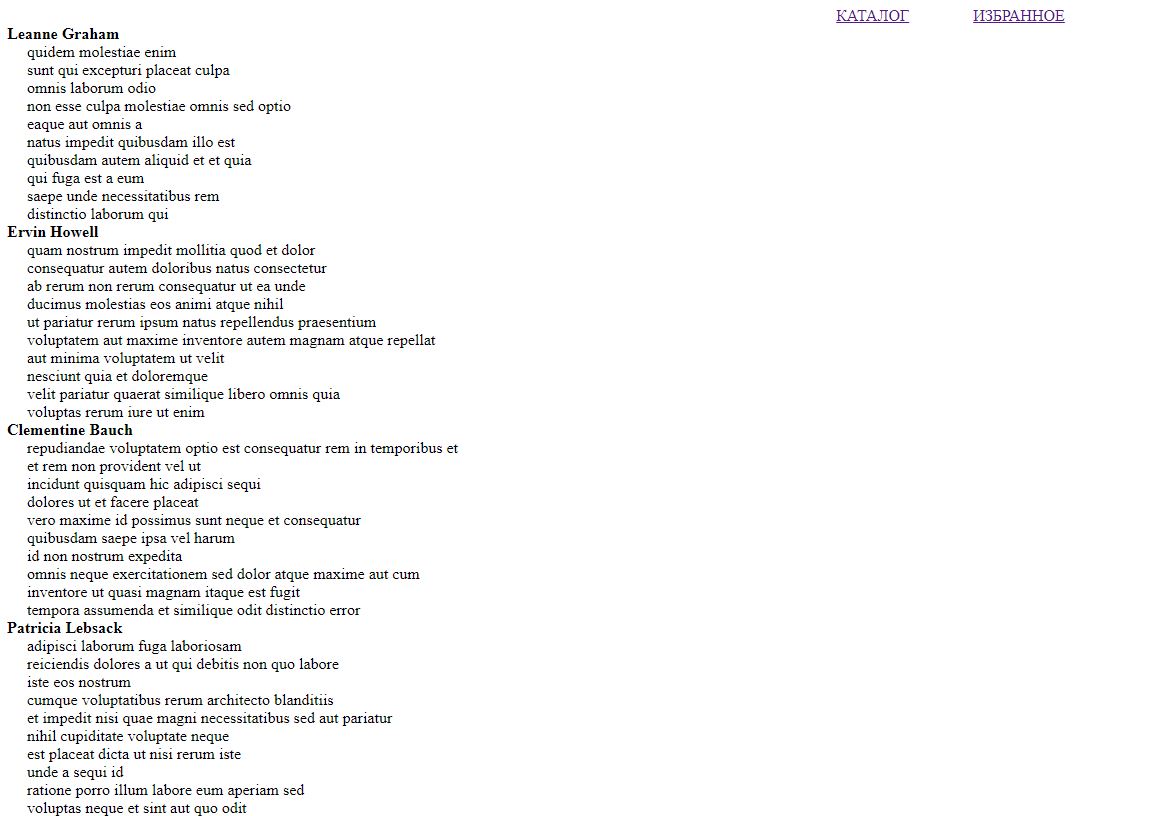 КАТАЛОГ ИЗБРАННОЕ
Leanne Graham
quidem molestiae enim
sunt qui excepturi placeat culpa
omnis laborum odio
non esse culpa molestiae omnis sed optio
eaque aut omnis a
natus impedit quibusdam illo est
quibusdam autem aliquid et et quia
qui fuga est a eum
saepe unde necessitatibus rem
distinctio laborum qui
Ervin Howell
quam nostrum impedit mollitia quod et dolor
consequatur autem doloribus natus consectetur
ab rerum non rerum consequatur ut ea unde
ducimus molestias eos animi atque nihil
ut pariatur rerum ipsum natus repellendus praesentium
voluptatem aut maxime inventore autem magnam atque repellat
aut minima voluptatem ut velit
nesciunt quia et doloremque
velit pariatur quaerat similique libero omnis quia
voluptas rerum iure ut enim
Clementine Bauch
repudiandae voluptatem optio est consequatur rem in temporibus et
et rem non provident vel ut
incidunt quisquam hic adipisci sequi
dolores ut et facere placeat
vero maxime id possimus sunt neque et consequatur
quibusdam saepe ipsa vel harum
id non nostrum expedita
omnis neque exercitationem sed dolor atque maxime aut cum
inventore ut quasi magnam itaque est fugit
tempora assumenda et similique odit distinctio error
Patricia Lebsack
adipisci laborum fuga laboriosam
reiciendis dolores a ut qui debitis non quo labore
iste eos nostrum
cumque voluptatibus rerum architecto blanditiis
et impedit nisi quae magni necessitatibus sed aut pariatur
nihil cupiditate voluptate neque
est placeat dicta ut nisi rerum iste
unde a sequi id
ratione porro illum labore eum aperiam sed
voluptas neque et sint aut quo odit